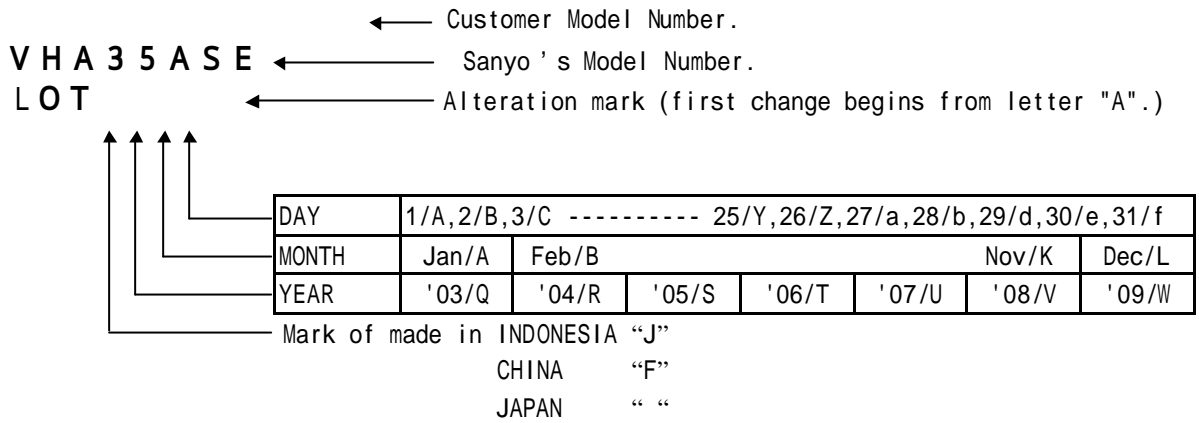 Customer Model Number.
VHA35ASE Sanyo's Model Number.
LOT Alteration mark (first change begins from letter "A".)
DAY 1/A,2/B,3/C ---------- 25/Y,26/Z,27/a,28/b,29/d,30/e,31/f
MONTH Jan/A Feb/B Nov/K Dec/L
YEAR '03/Q '04/R '05/S '06/T '07/U '08/V '09/W
Mark of made in INDONESIA “J”
CHINA “F”
JAPAN “ “